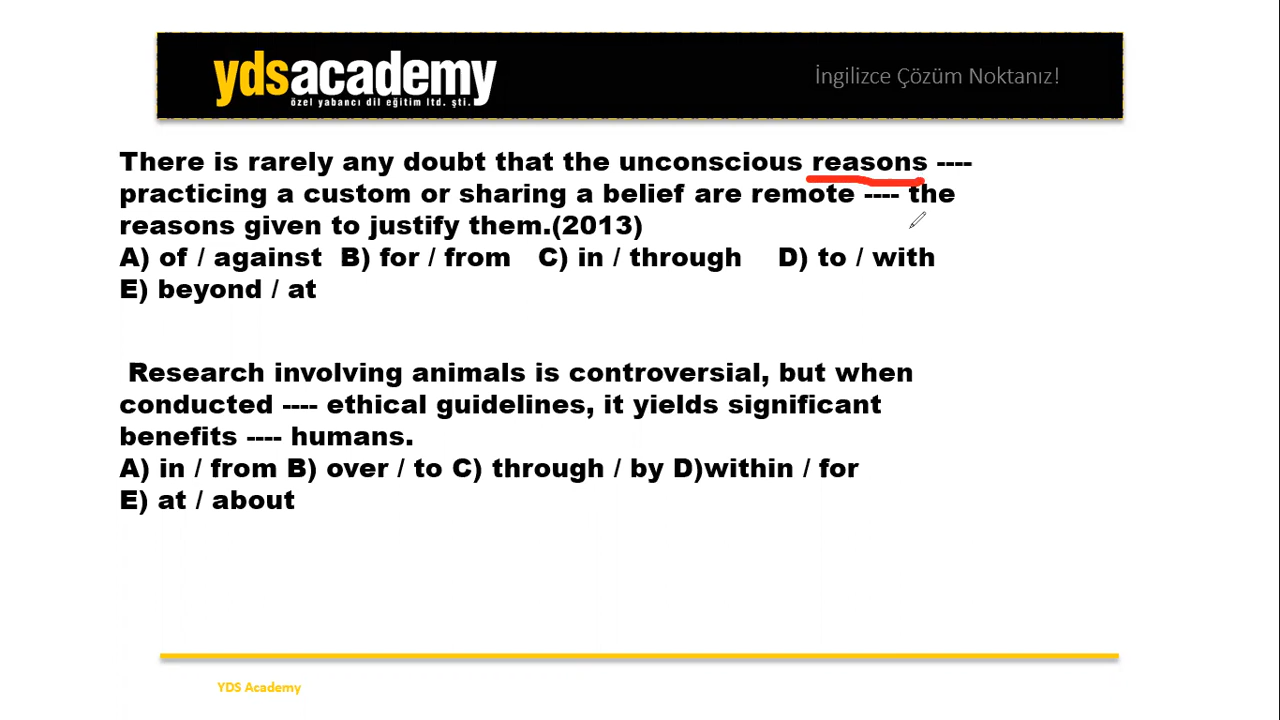 ydsacademy
özel yabancı dil eğitim ltd. şti.
İngilizce Çözüm Noktanız!
There is rarely any doubt that the unconscious reasons ----
practicing a custom or sharing a belief are remote ---- the
reasons given to justify them.(2013)
A) of / against B) for / from C) in / through D) to / with
E) beyond / at
Research involving animals is controversial, but when
conducted ---- ethical guidelines, it yields significant
benefits ---- humans.
A) in / from B) over / to C) through / by D)within / for
E) at / about
YDS Academy